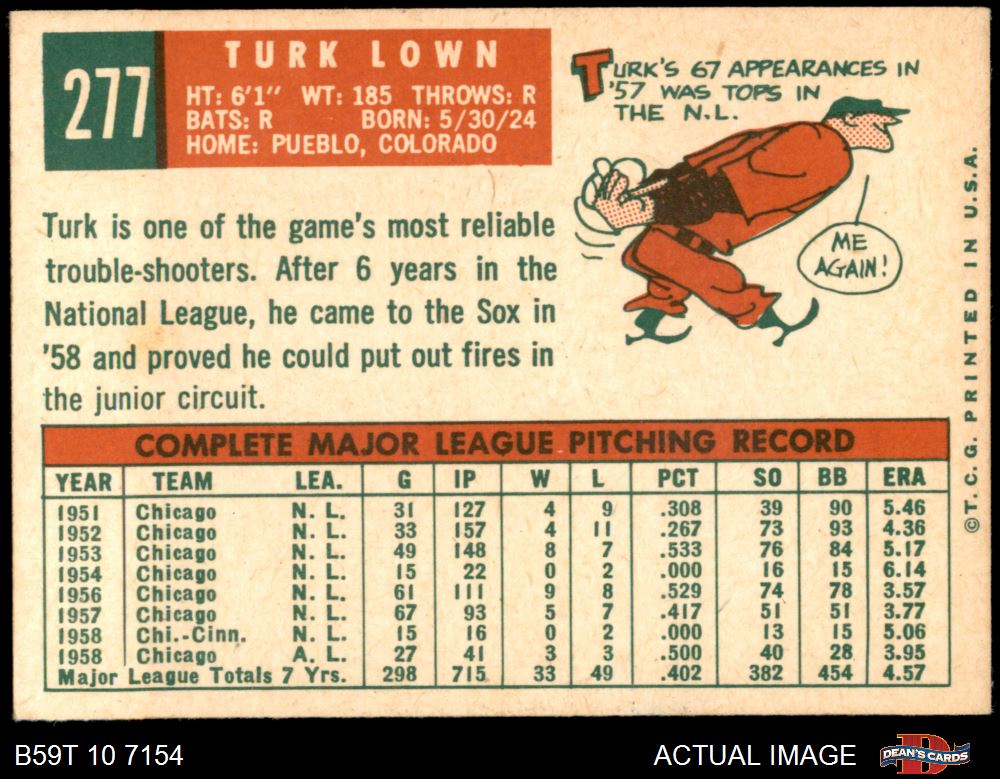 277
TURK LOWN
HT: 6'1" WT: 185 THROWS: R
BATS: R BORN: 5/30/24
HOME: PUEBLO, COLORADO
TURK'S 67 APPEARANCES IN
'57 WAS TOPS IN
THE N.L.
ME
AGAIN!
Turk is one of the game's most reliable
trouble-shooters. After 6 years in the
National League, he came to the Sox in
'58 and proved he could put out fires in
the junior circuit.
COMPLETE MAJOR LEAGUE PITCHING RECORD
YEAR TEAM LEA. G IP W L PCT SO BB ERA
1951 Chicago N. L. 31 127 4 9 .308 39 90 5.46
1952 Chicago N. L. 33 157 4 11 .267 73 93 4.36
1953 Chicago N. L. 49 148 8 7 .533 76 84 5.17
1954 Chicago N. L. 15 22 0 2 .000 16 15 6.14
1956 Chicago N. L. 61 111 9 8 .529 74 78 3.57
1957 Chicago N. L. 67 93 5 7 .417 51 51 3.77
1958 Chi.-Cinn. N. L. 15 16 0 2 .000 13 15 5.06
1958 Chicago A. L. 27 41 3 3 .500 40 28 3.95
Major League Totals 7 Yrs. 298 715 33 49 .402 382 454 4.57
© T. C. G. PRINTED IN U.S.A.
B59T 10 7154
ACTUAL IMAGE
DEAN'S CARDS